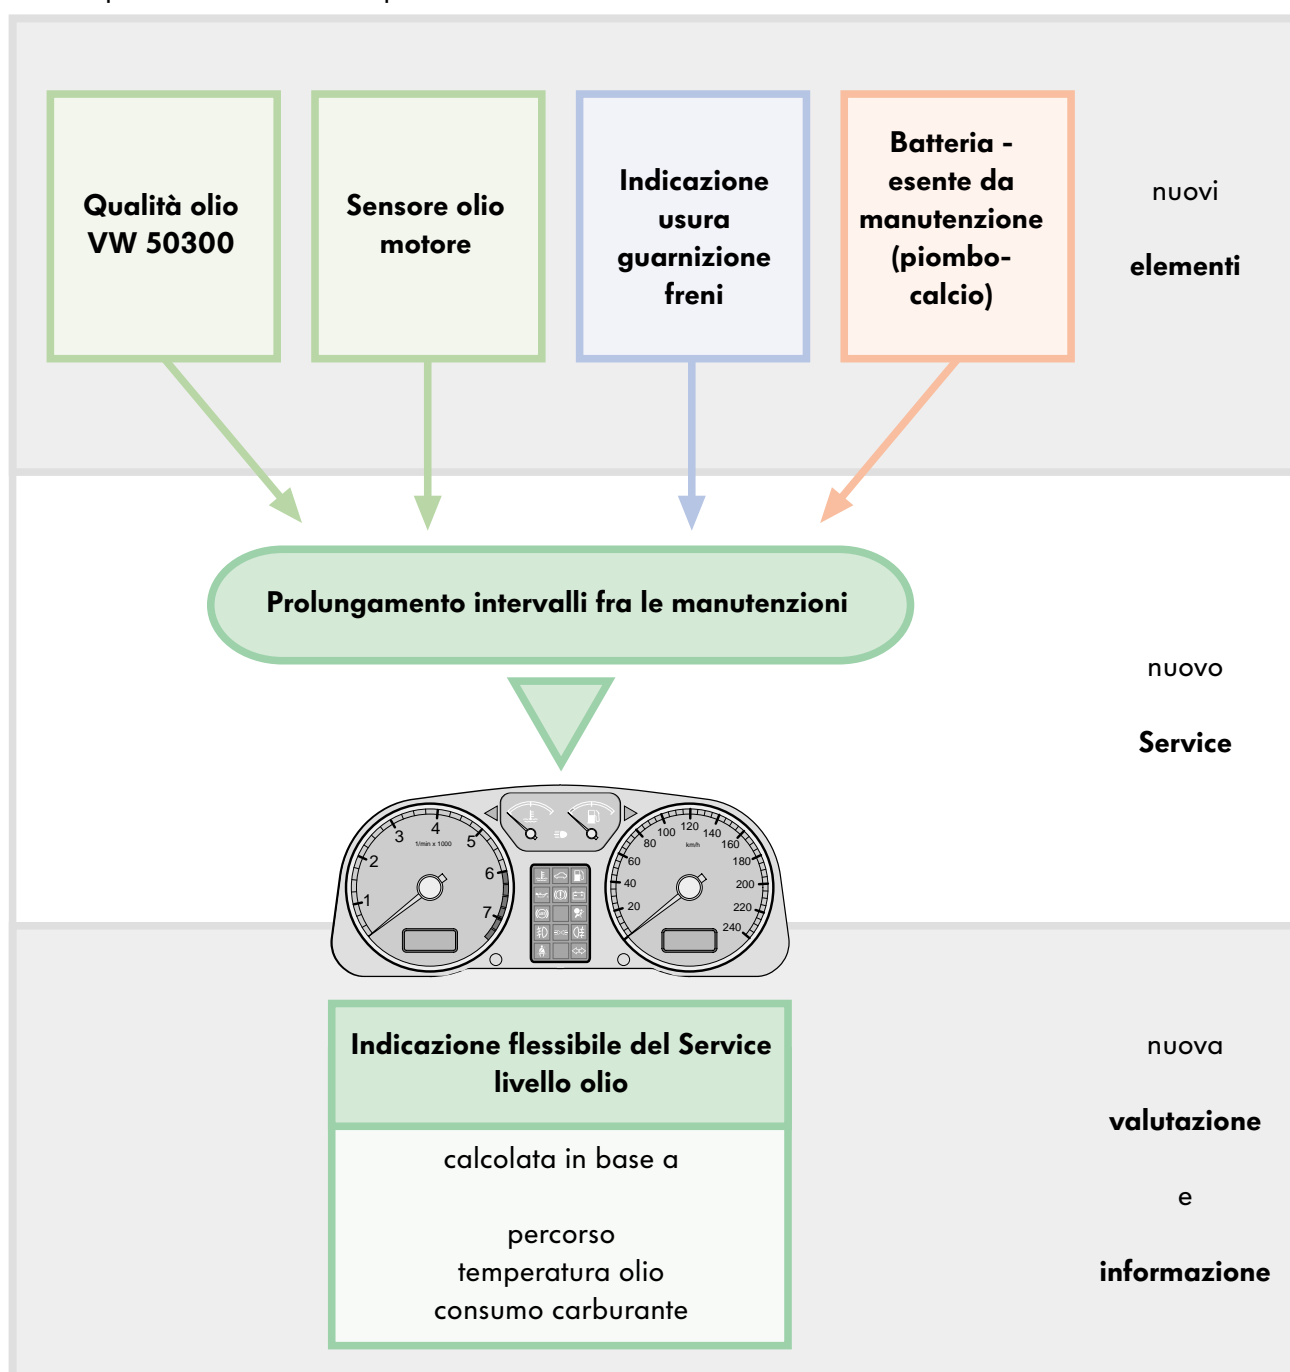 Qualità olio
VW 50300
Sensore olio
motore
Indicazione
usura
guarnizione
freni
Batteria -
esente da
manutenzione
(piombo-
calcio)
nuovi
elementi
Prolungamento intervalli fra le manutenzioni
nuovo
Service
1
2
3
4
5
6
7
1/min x 1000
20
40
60
80
100
120
140
160
180
200
220
240
km/h
Indicazione flessibile del Service
livello olio
calcolata in base a
percorso
temperatura olio
consumo carburante
nuova
valutazione
e
informazione